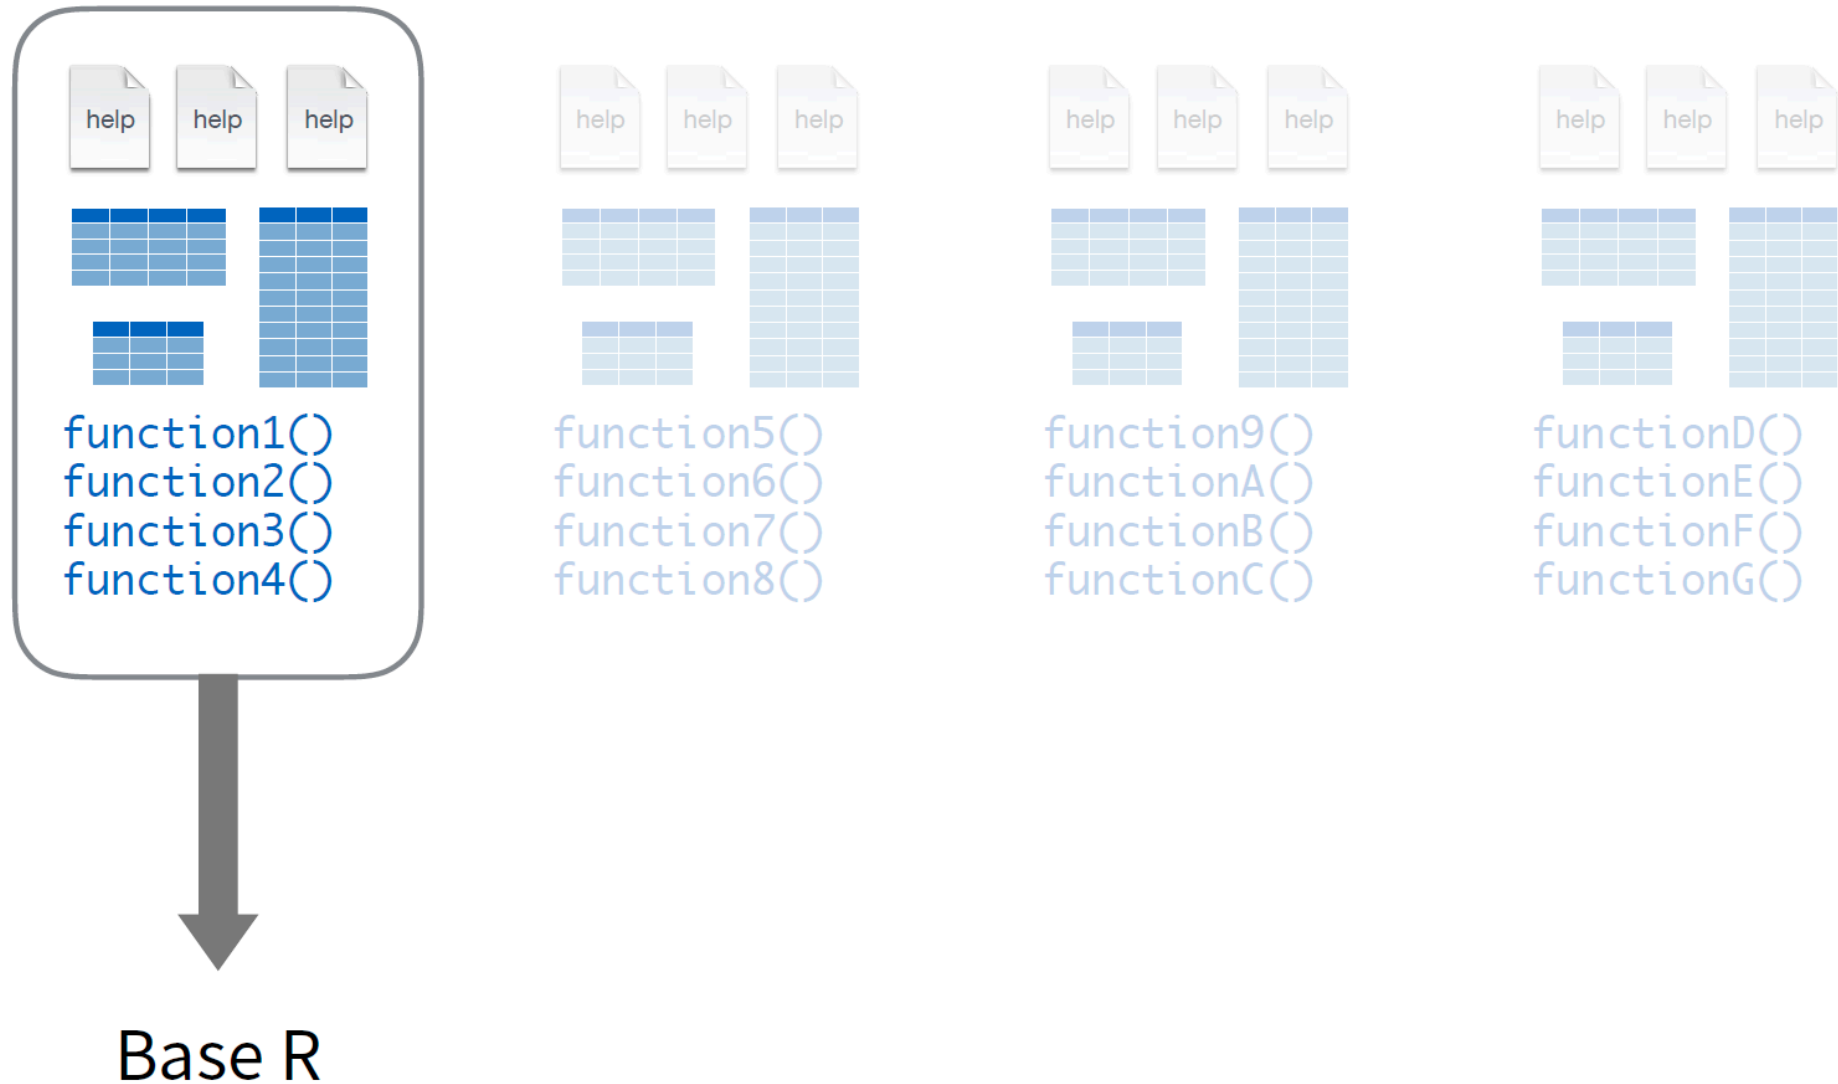 help help help help help help help help help help help help
function1() function5() function9() functionD()
function2() function6() functionA() functionE()
function3() function7() functionB() functionF()
function4() function8() functionC() functionG()
Base R